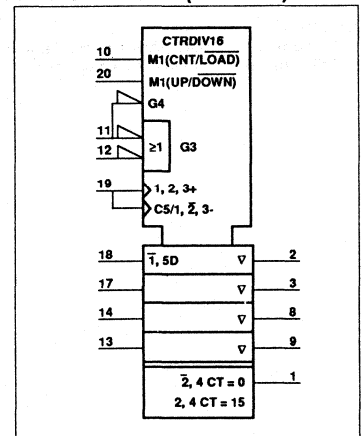 CTRDIV16
10 M1(CNT/L̅O̅A̅D̅)
20 M1(UP/D̅O̅W̅N̅)
G4
11
≥1 G3
12
19 1, 2, 3+
C5/1, 2̅, 3-
18 1̅, 5D ▽ 2
17 ▽ 3
14 ▽ 8
13 ▽ 9
2̅, 4 CT = 0 1
2, 4 CT = 15